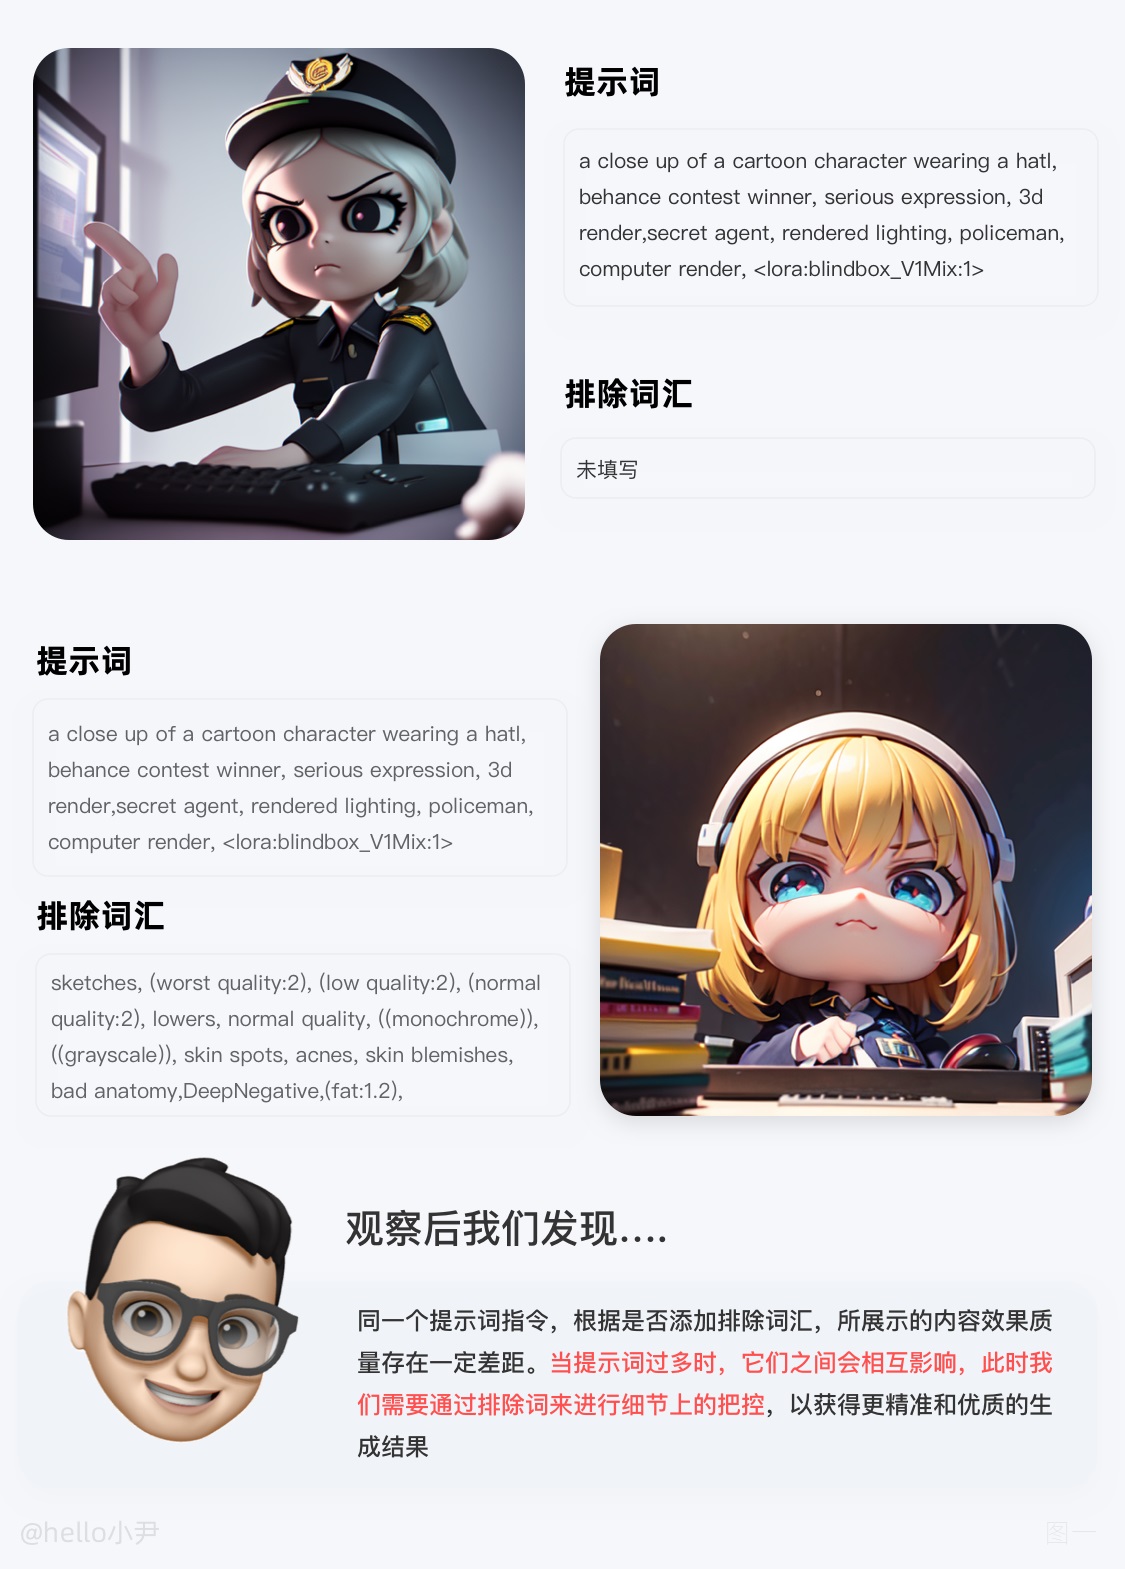 提示词
a close up of a cartoon character wearing a hatl,
behance contest winner, serious expression, 3d
render,secret agent, rendered lighting, policeman,
computer render, <lora:blindbox_V1Mix:1>
排除词汇
未填写
提示词
a close up of a cartoon character wearing a hatl,
behance contest winner, serious expression, 3d
render,secret agent, rendered lighting, policeman,
computer render, <lora:blindbox_V1Mix:1>
排除词汇
sketches, (worst quality:2), (low quality:2), (normal
quality:2), lowers, normal quality, ((monochrome)),
((grayscale)), skin spots, acnes, skin blemishes,
bad anatomy,DeepNegative,(fat:1.2),
观察后我们发现....
同一个提示词指令，根据是否添加排除词汇，所展示的内容效果质
量存在一定差距。当提示词过多时，它们之间会相互影响，此时我
们需要通过排除词来进行细节上的把控，以获得更精准和优质的生
成结果
@hello小尹
图一